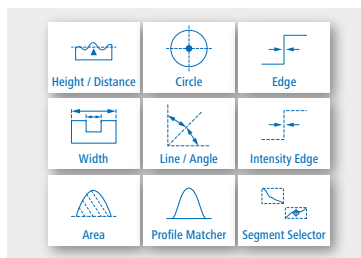 Height / Distance
Circle
Edge
Width
Line / Angle
Intensity Edge
Area
Profile Matcher
Segment Selector